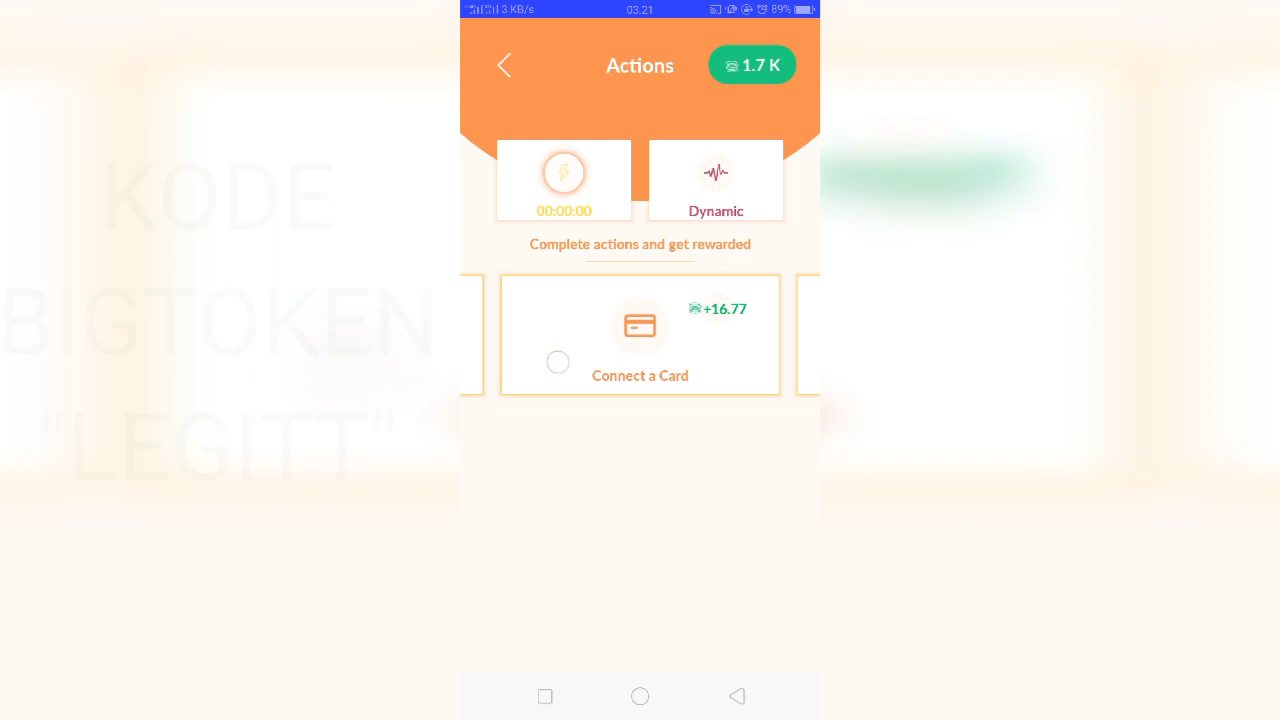 3 KB/s 03.21 89%
Actions
1.7 K
00:00:00
Dynamic
Complete actions and get rewarded
+16.77
Connect a Card
KODE
BIGTOKEN
"LEGITT"